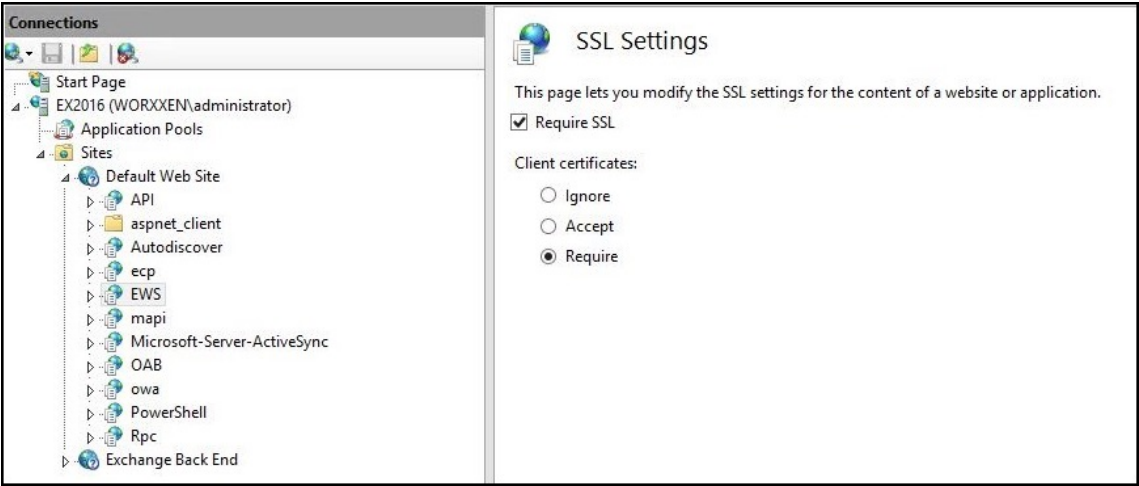 Connections
Start Page
EX2016 (WORXXEN\administrator)
Application Pools
Sites
Default Web Site
API
aspnet_client
Autodiscover
ecp
EWS
mapi
Microsoft-Server-ActiveSync
OAB
owa
PowerShell
Rpc
Exchange Back End
SSL Settings
This page lets you modify the SSL settings for the content of a website or application.
Require SSL
Client certificates:
Ignore
Accept
Require